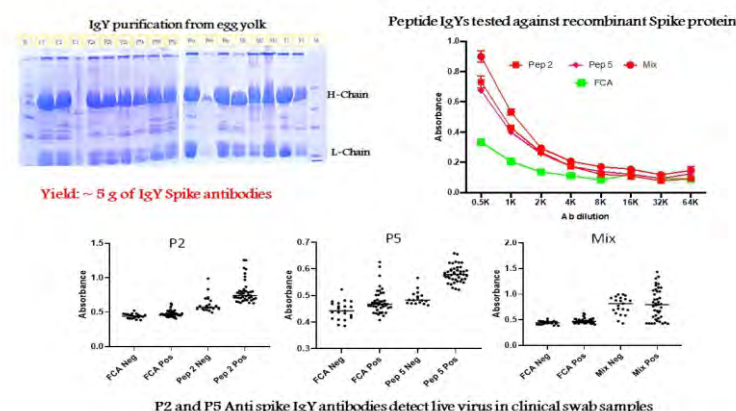 IgY purification from egg yolk
H-Chain
L-Chain
Yield: ~ 5 g of IgY Spike antibodies
Peptide IgYs tested against recombinant Spike protein
Pep 2 Pep 5 Mix
FCA
Absorbance
1.0
0.8
0.6
0.4
0.2
0.0
0.5K 1K 2K 4K 8K 16K 32K 64K
Ab dilution
P2
Absorbance
1.5
1.0
0.5
0.0
FCA Neg FCA Pos Pep 2 Neg Pep 2 Pos
P5
Absorbance
0.7
0.6
0.5
0.4
0.3
FCA Neg FCA Pos Pep 5 Neg Pep 5 Pos
Mix
Absorbance
2.0
1.5
1.0
0.5
0.0
FCA Neg FCA Pos Mix Neg Mix Pos
P2 and P5 Anti spike IgY antibodies detect live virus in clinical swab samples